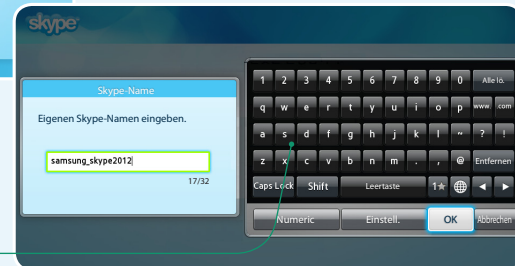 skype
Skype-Name
Eigenen Skype-Namen eingeben.
samsung_skype2012
17/32
1 2 3 4 5 6 7 8 9 0 Alle lö.
q w e r t y u i o p www. .com
a s d f g h j k l ~ ? !
z x c v b n m . , @ Entfernen
Caps Lock Shift Leertaste 1★ ◄ ►
Numeric Einstell. OK Abbrechen